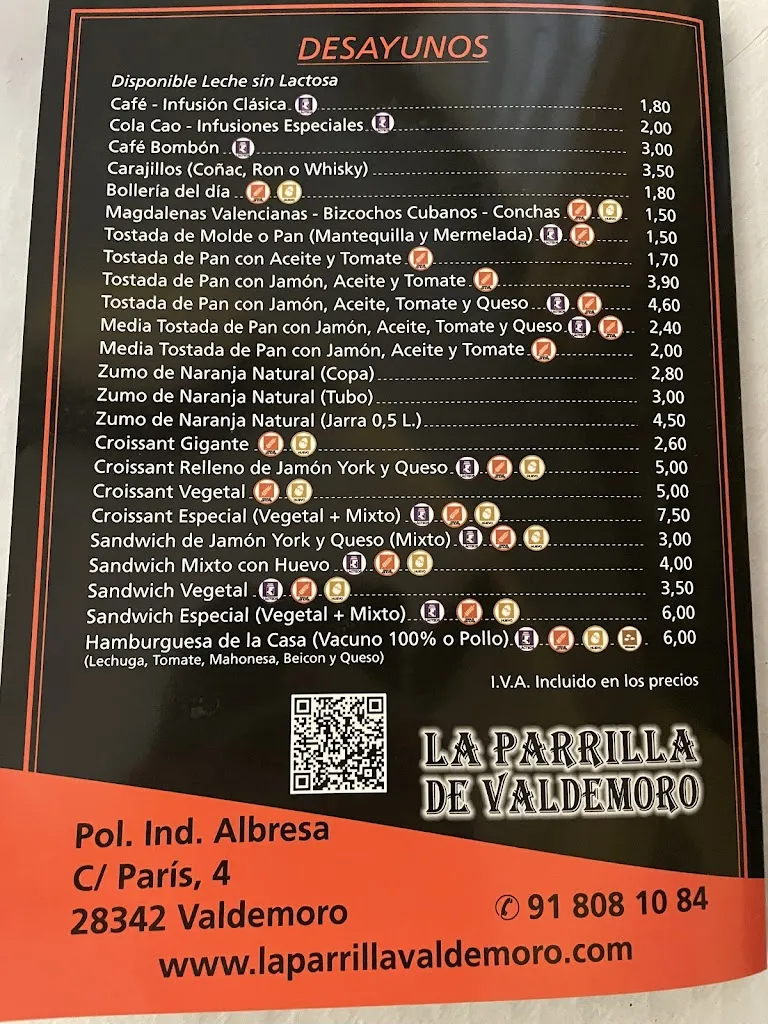 DESAYUNOS
Disponible Leche sin Lactosa
Café - Infusión Clásica 1,80
Cola Cao - Infusiones Especiales 2,00
Café Bombón 3,00
Carajillos (Coñac, Ron o Whisky) 3,50
Bollería del día 1,80
Magdalenas Valencianas - Bizcochos Cubanos - Conchas 1,50
Tostada de Molde o Pan (Mantequilla y Mermelada) 1,50
Tostada de Pan con Aceite y Tomate 1,70
Tostada de Pan con Jamón, Aceite y Tomate 3,90
Tostada de Pan con Jamón, Aceite, Tomate y Queso 4,60
Media Tostada de Pan con Jamón, Aceite, Tomate y Queso 2,40
Media Tostada de Pan con Jamón, Aceite y Tomate 2,00
Zumo de Naranja Natural (Copa) 2,80
Zumo de Naranja Natural (Tubo) 3,00
Zumo de Naranja Natural (Jarra 0,5 L.) 4,50
Croissant Gigante 2,60
Croissant Relleno de Jamón York y Queso 5,00
Croissant Vegetal 5,00
Croissant Especial (Vegetal + Mixto) 7,50
Sandwich de Jamón York y Queso (Mixto) 3,00
Sandwich Mixto con Huevo 4,00
Sandwich Vegetal 3,50
Sandwich Especial (Vegetal + Mixto) 6,00
Hamburguesa de la Casa (Vacuno 100% o Pollo) 6,00
(Lechuga, Tomate, Mahonesa, Beicon y Queso)
I.V.A. Incluido en los precios
LA PARRILLA
DE VALDEMORO
Pol. Ind. Albresa
C/ París, 4
28342 Valdemoro
✆ 91 808 10 84
www.laparrillavaldemoro.com